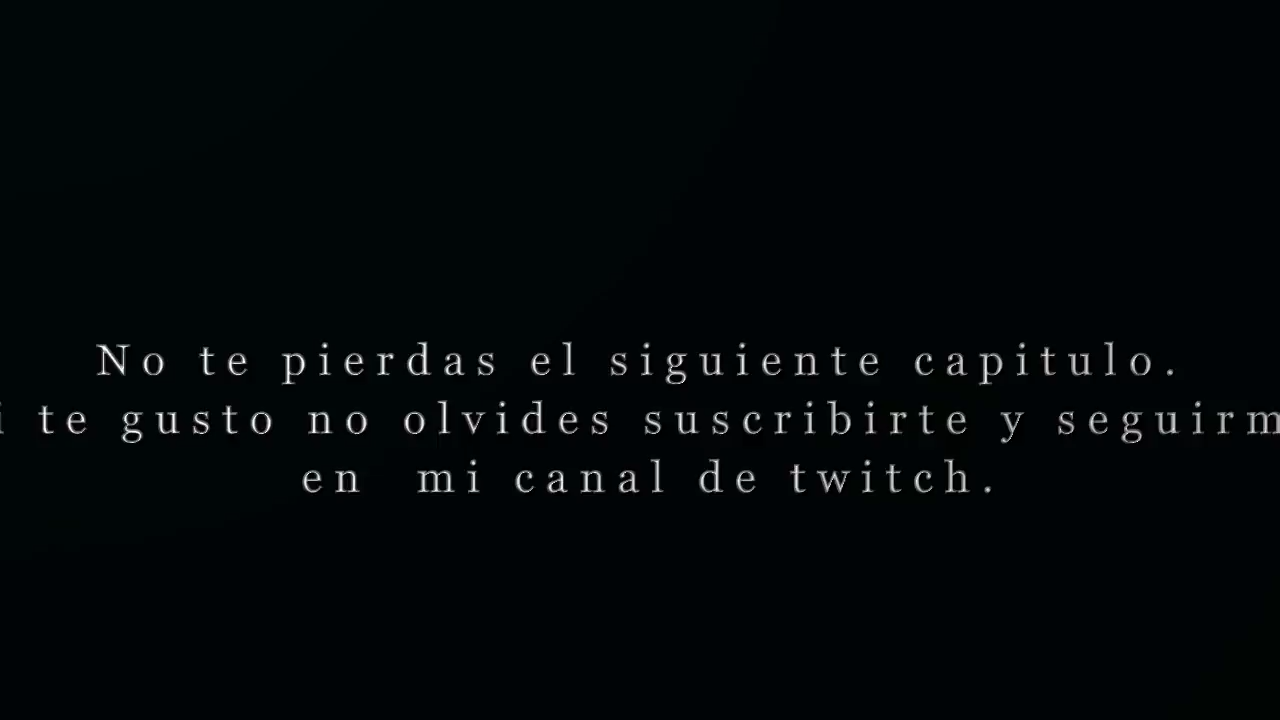 No te pierdas el siguiente capitulo.
i te gusto no olvides suscribirte y seguirm
en mi canal de twitch.